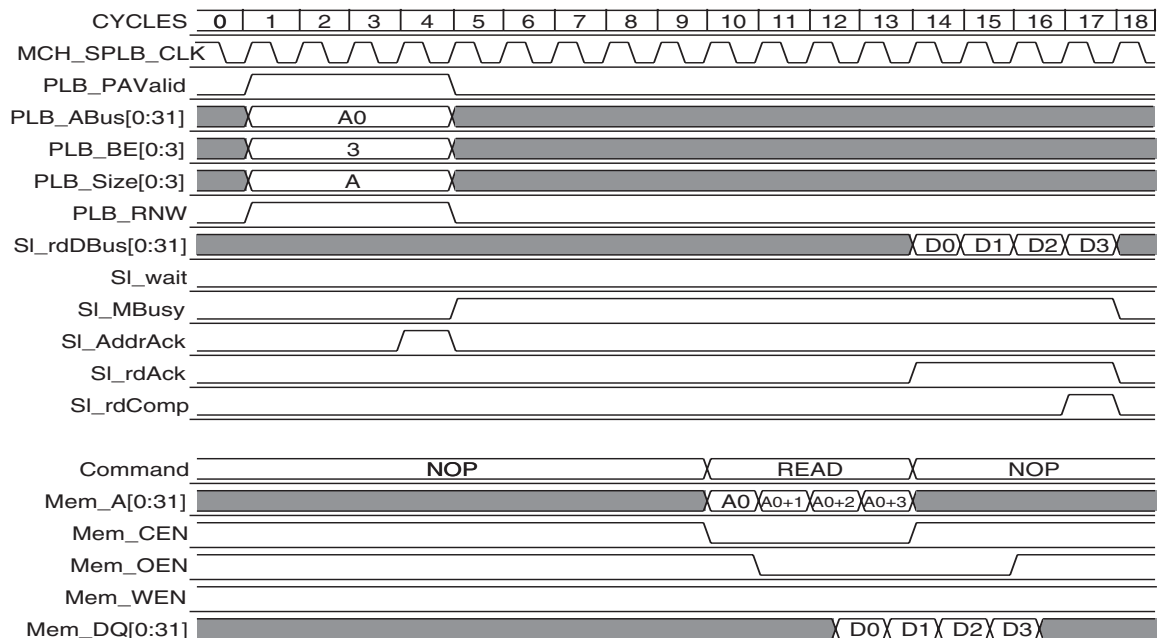 CYCLES 0 1 2 3 4 5 6 7 8 9 10 11 12 13 14 15 16 17 18
MCH_SPLB_CLK
PLB_PAValid
PLB_ABus[0:31] A0
PLB_BE[0:3] 3
PLB_Size[0:3] A
PLB_RNW
Sl_rdDBus[0:31] D0 D1 D2 D3
Sl_wait
Sl_MBusy
Sl_AddrAck
Sl_rdAck
Sl_rdComp
Command NOP READ NOP
Mem_A[0:31] A0 A0+1 A0+2 A0+3
Mem_CEN
Mem_OEN
Mem_WEN
Mem_DQ[0:31] D0 D1 D2 D3